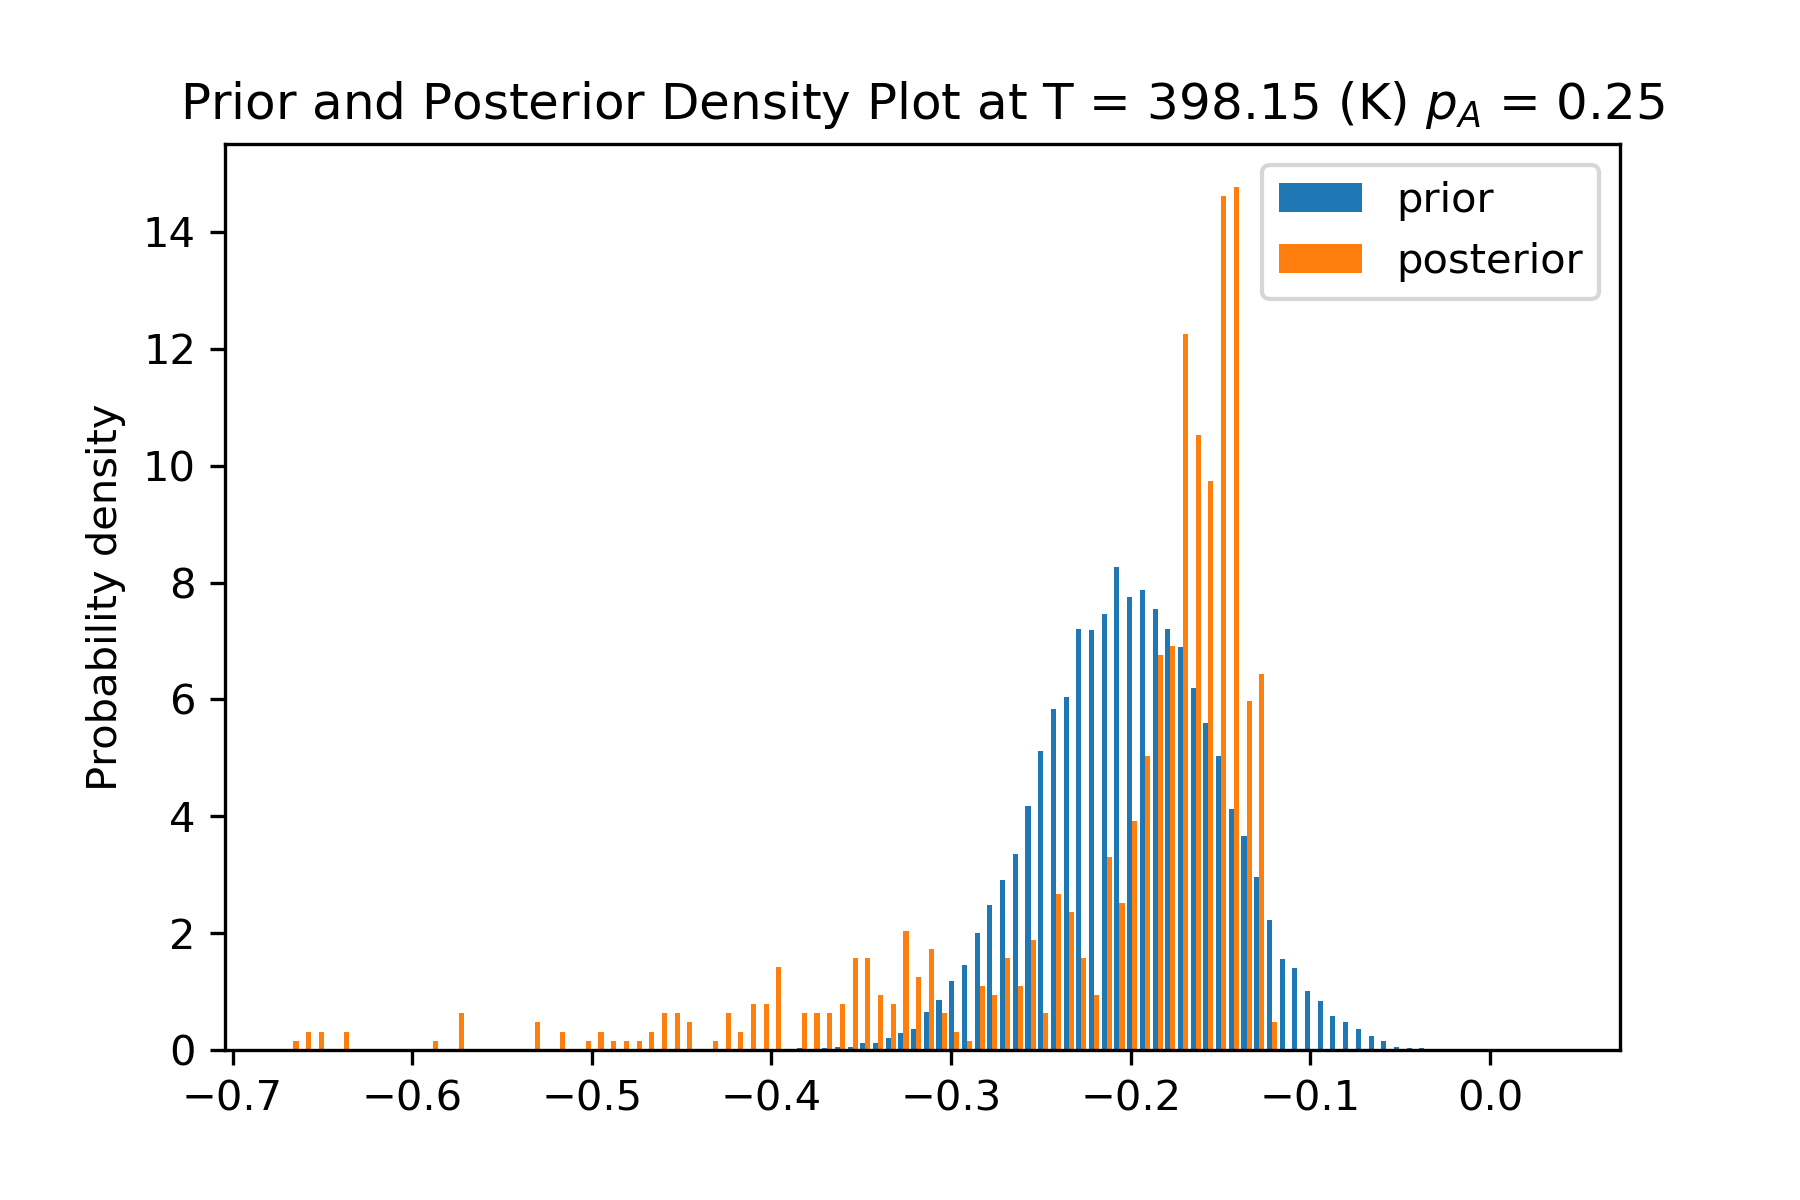 Prior and Posterior Density Plot at T = 398.15 (K) p_A = 0.25
prior
posterior
Probability density
14
12
10
8
6
4
2
0
−0.7 −0.6 −0.5 −0.4 −0.3 −0.2 −0.1 0.0